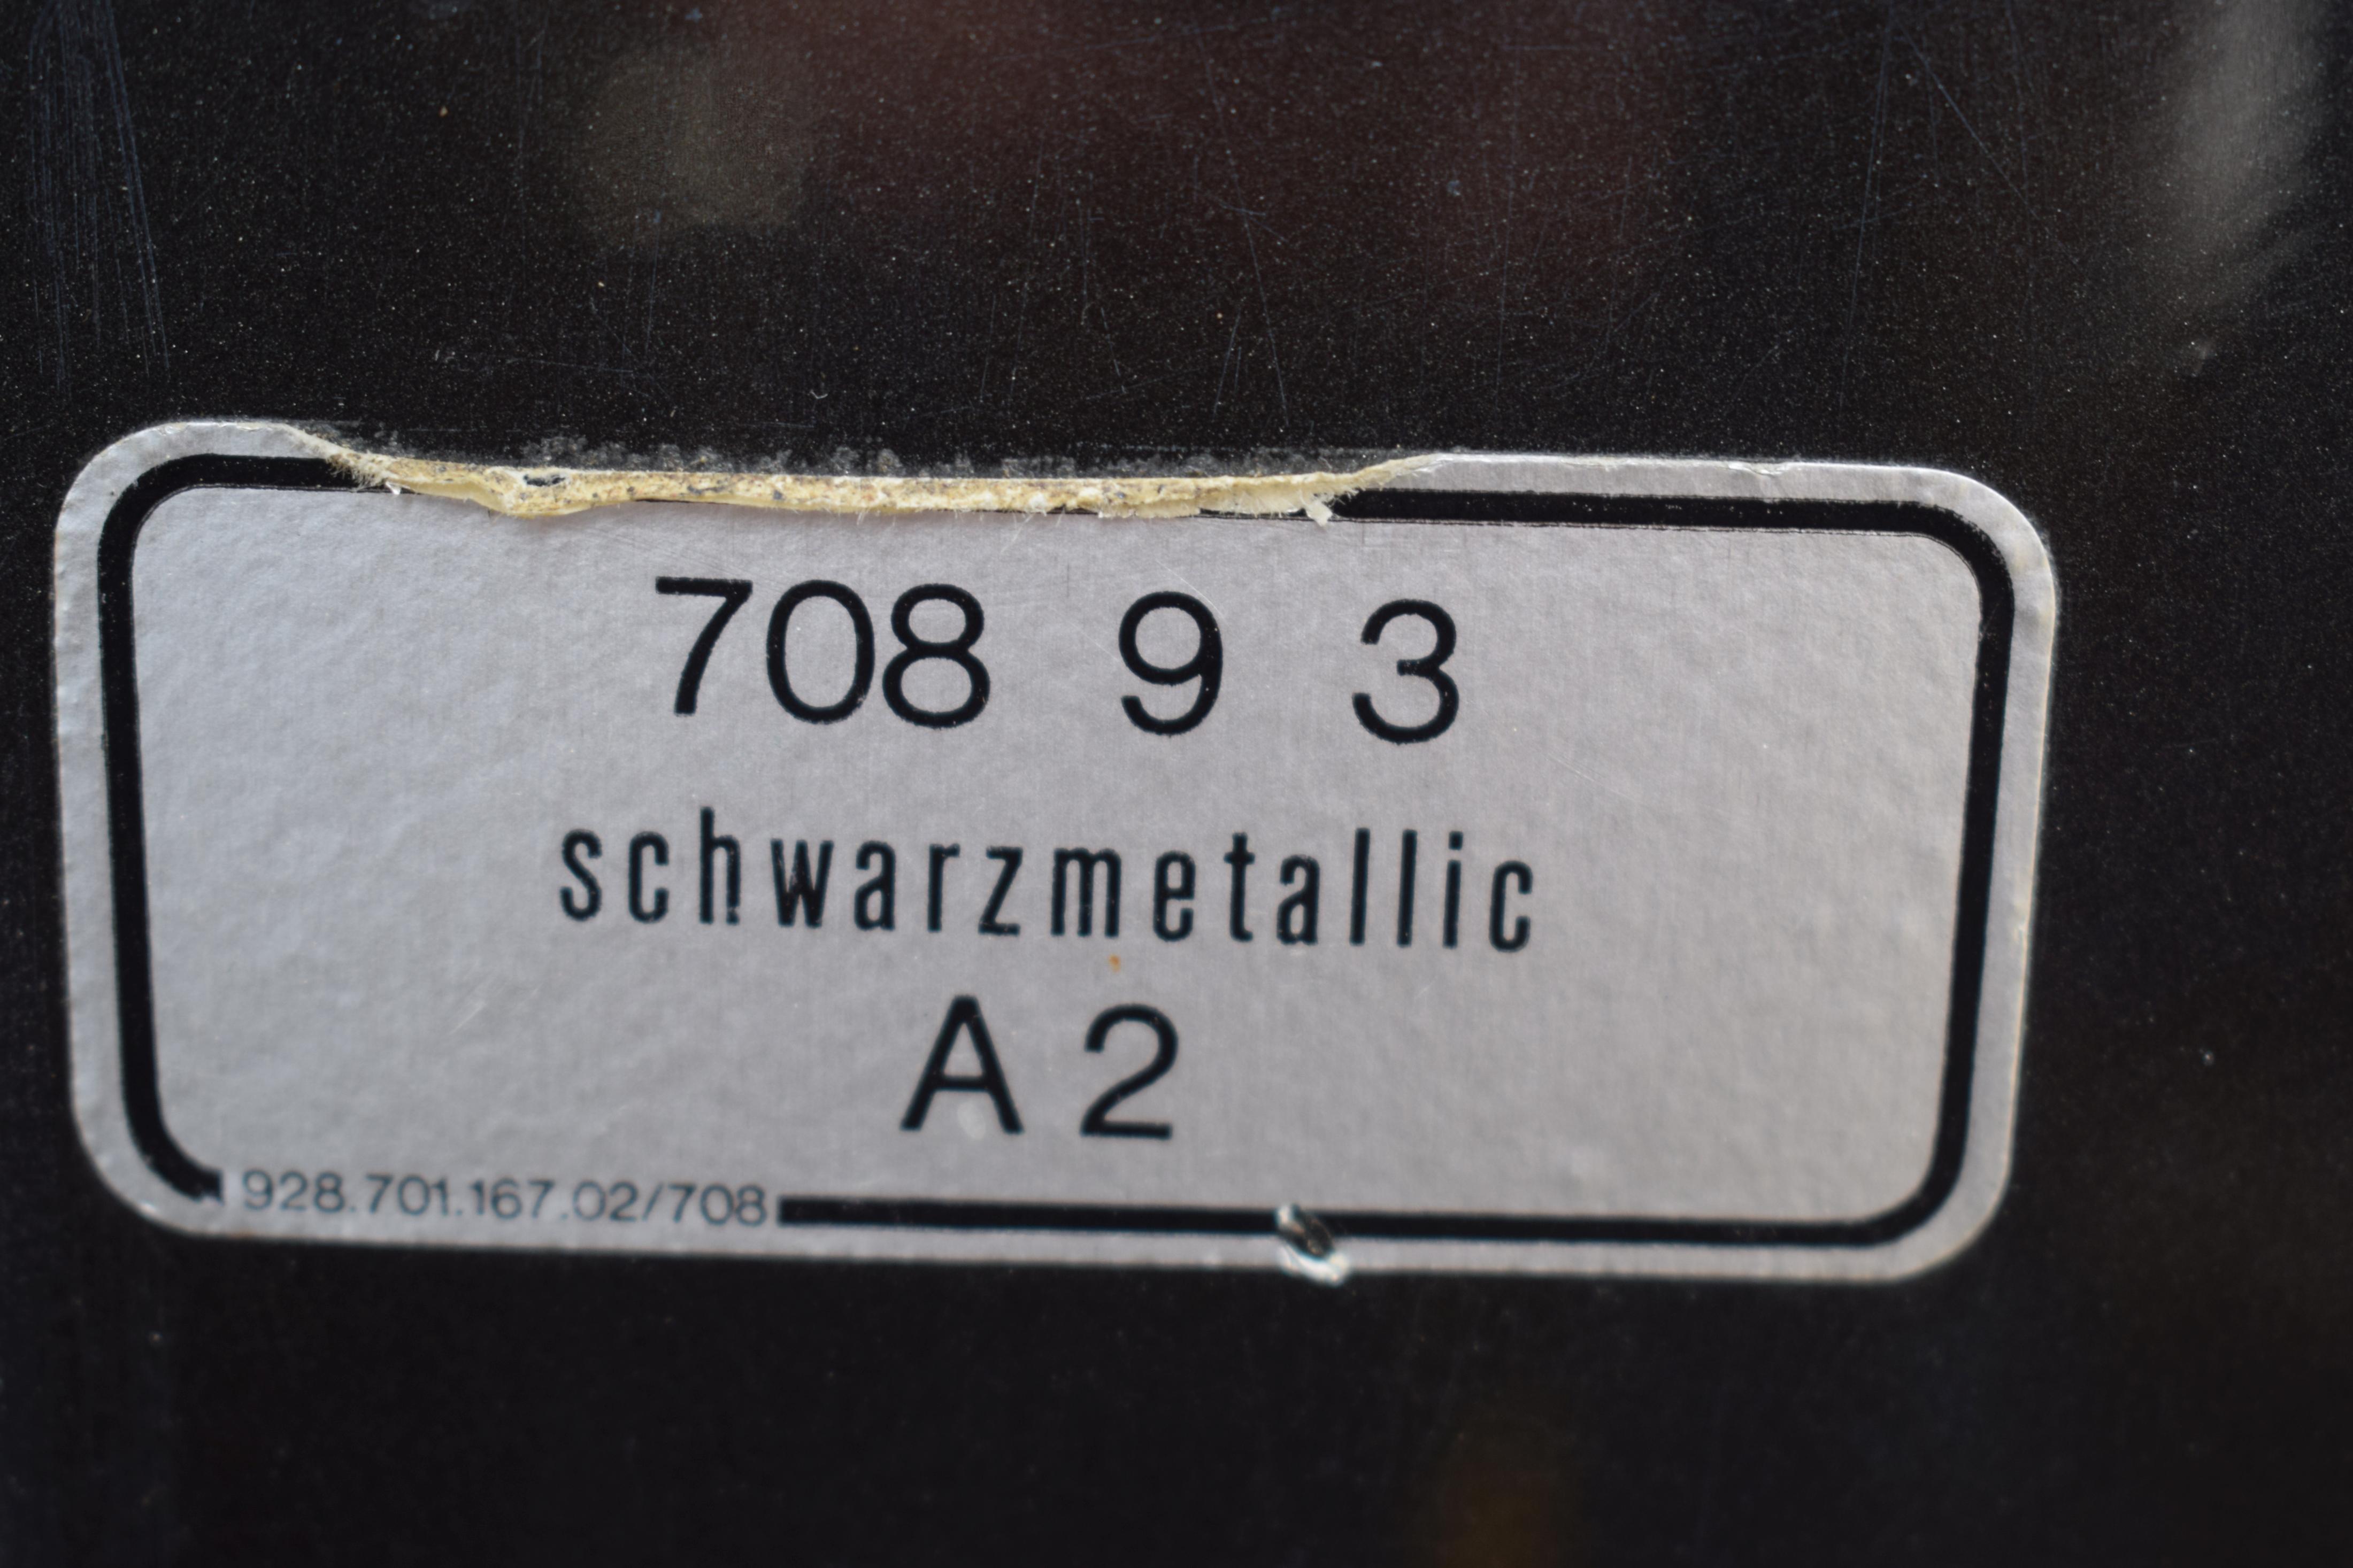 708 9 3
schwarzmetallic
A2
928.701.167.02/708